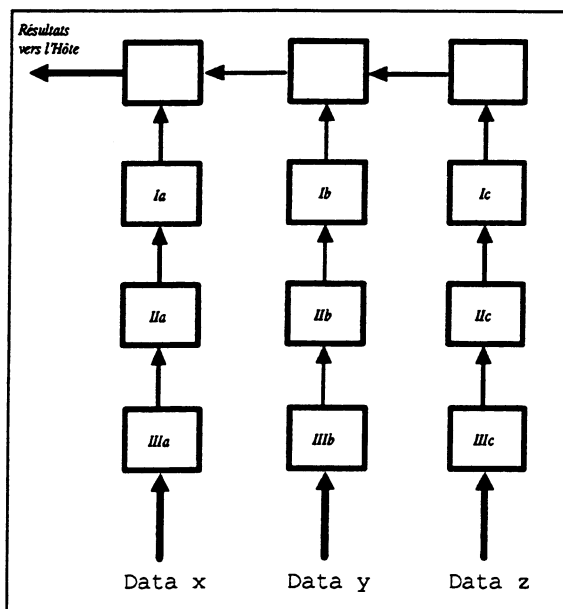 Résultats
vers l'Hôte
Ia
Ib
Ic
IIa
IIb
IIc
IIIa
IIIb
IIIc
Data x
Data y
Data z